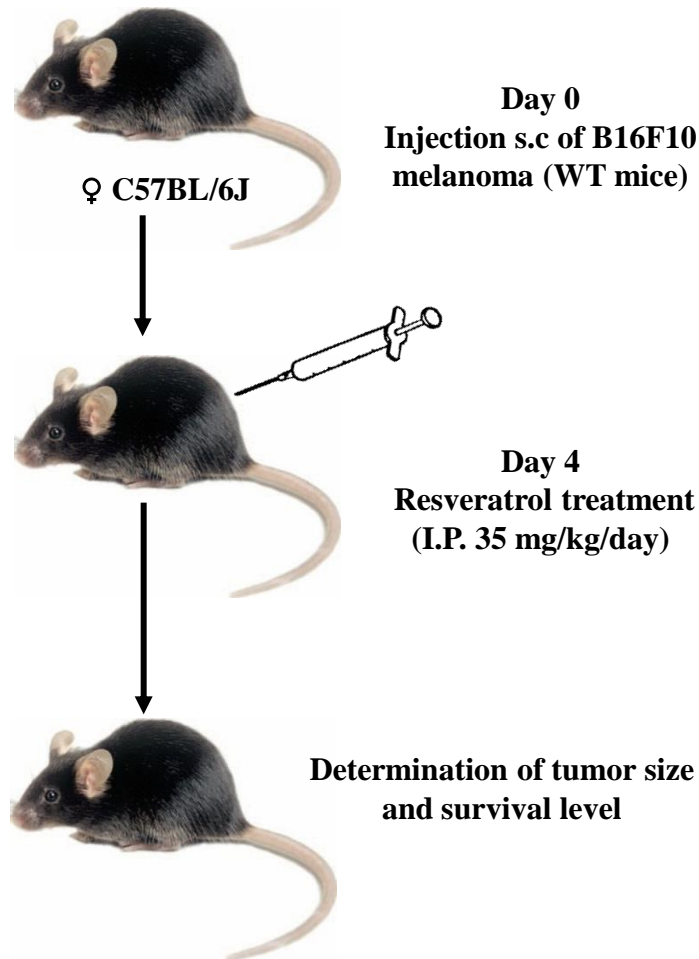 Day 0
Injection s.c of B16F10
melanoma (WT mice)
♀ C57BL/6J
Day 4
Resveratrol treatment
(I.P. 35 mg/kg/day)
Determination of tumor size
and survival level